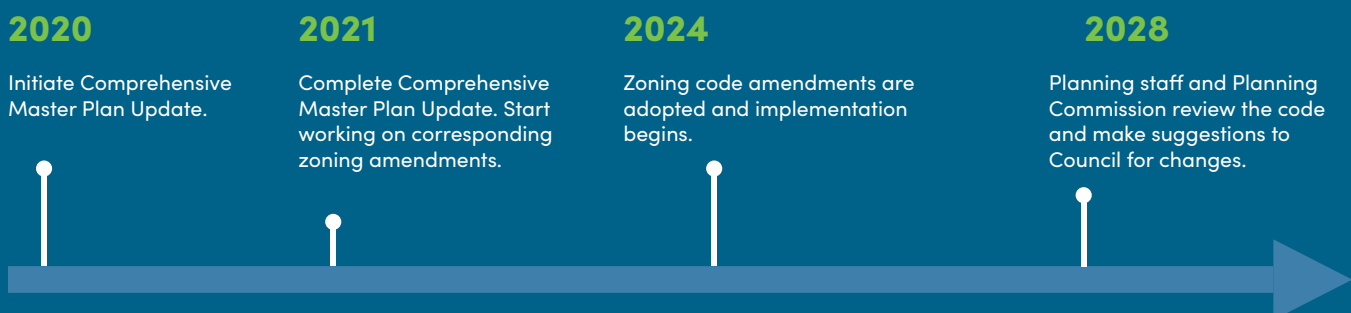 2020
Initiate Comprehensive
Master Plan Update.
2021
Complete Comprehensive
Master Plan Update. Start
working on corresponding
zoning amendments.
2024
Zoning code amendments are
adopted and implementation
begins.
2028
Planning staff and Planning
Commission review the code
and make suggestions to
Council for changes.